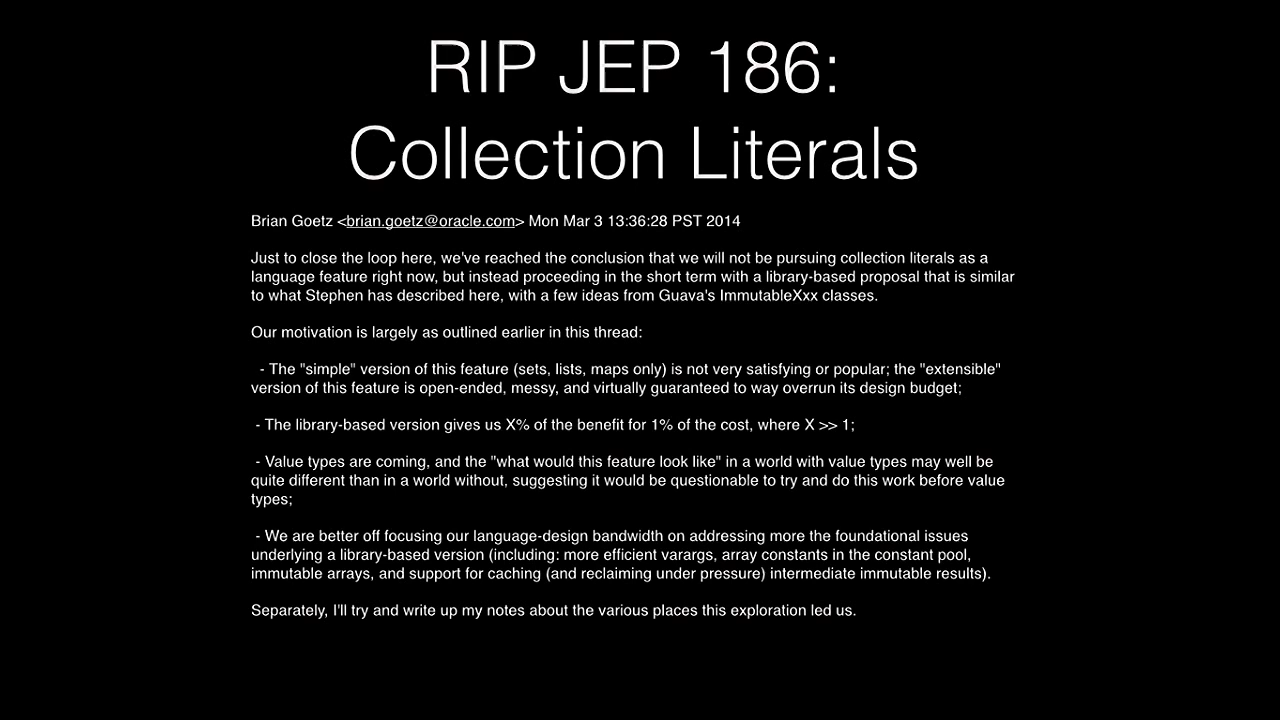 RIP JEP 186:
Collection Literals
Brian Goetz <brian.goetz@oracle.com> Mon Mar 3 13:36:28 PST 2014
Just to close the loop here, we've reached the conclusion that we will not be pursuing collection literals as a
language feature right now, but instead proceeding in the short term with a library-based proposal that is similar
to what Stephen has described here, with a few ideas from Guava's ImmutableXxx classes.
Our motivation is largely as outlined earlier in this thread:
- The "simple" version of this feature (sets, lists, maps only) is not very satisfying or popular; the "extensible"
version of this feature is open-ended, messy, and virtually guaranteed to way overrun its design budget;
- The library-based version gives us X% of the benefit for 1% of the cost, where X >> 1;
- Value types are coming, and the "what would this feature look like" in a world with value types may well be
quite different than in a world without, suggesting it would be questionable to try and do this work before value
types;
- We are better off focusing our language-design bandwidth on addressing more the foundational issues
underlying a library-based version (including: more efficient varargs, array constants in the constant pool,
immutable arrays, and support for caching (and reclaiming under pressure) intermediate immutable results).
Separately, I'll try and write up my notes about the various places this exploration led us.